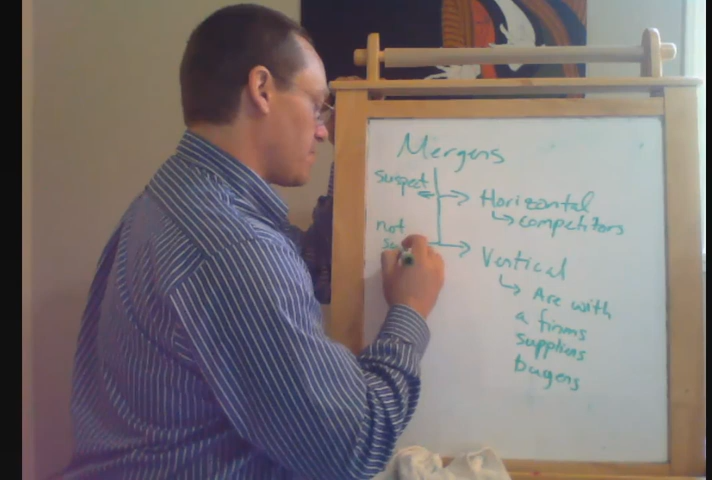 Mergers
suspect
Horizontal
↳ competitors
not
Vertical
↳ Are with
a firms
suppliers
buyers